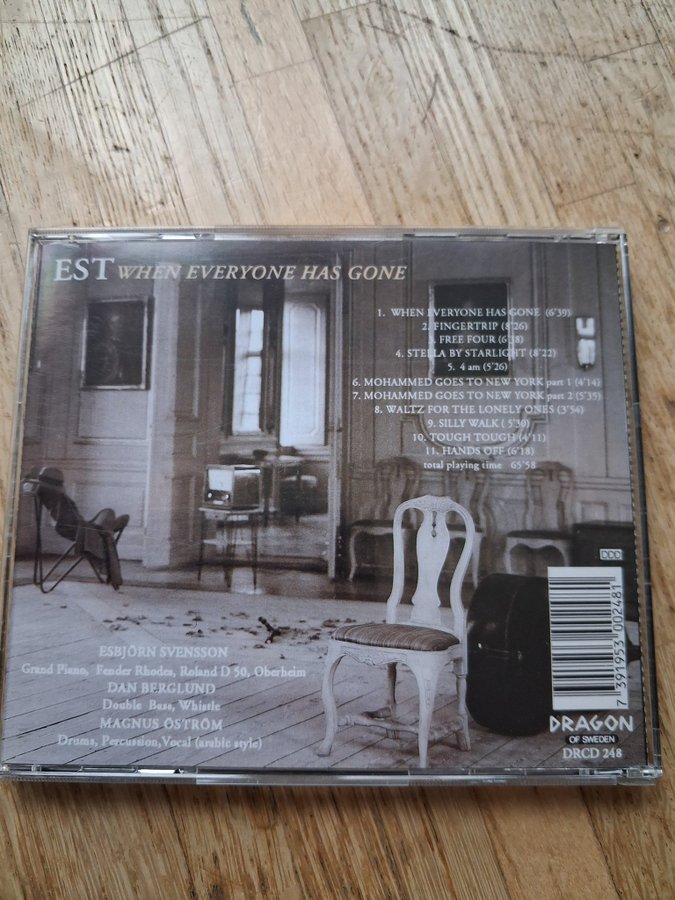 EST WHEN EVERYONE HAS GONE
1. WHEN EVERYONE HAS GONE (6'39)
2. FINGERTRIP (8'26)
3. FREE FOUR (6'38)
4. STELLA BY STARLIGHT (8'22)
5. 4 am (5'26)
6. MOHAMMED GOES TO NEW YORK part 1 (4'14)
7. MOHAMMED GOES TO NEW YORK part 2 (5'35)
8. WALTZ FOR THE LONELY ONES (3'54)
9. SILLY WALK ( 5'30)
10. TOUGH TOUGH (4'11)
11. HANDS OFF (6'18)
total playing time 65'58
DDD
ESBJÖRN SVENSSON
Grand Piano, Fender Rhodes, Roland D 50, Oberheim
DAN BERGLUND
Double Bass, Whistle
MAGNUS ÖSTRÖM
Drums, Percussion,Vocal (arabic style)
7 391953 002481
DRAGON
OF SWEDEN
DRCD 248